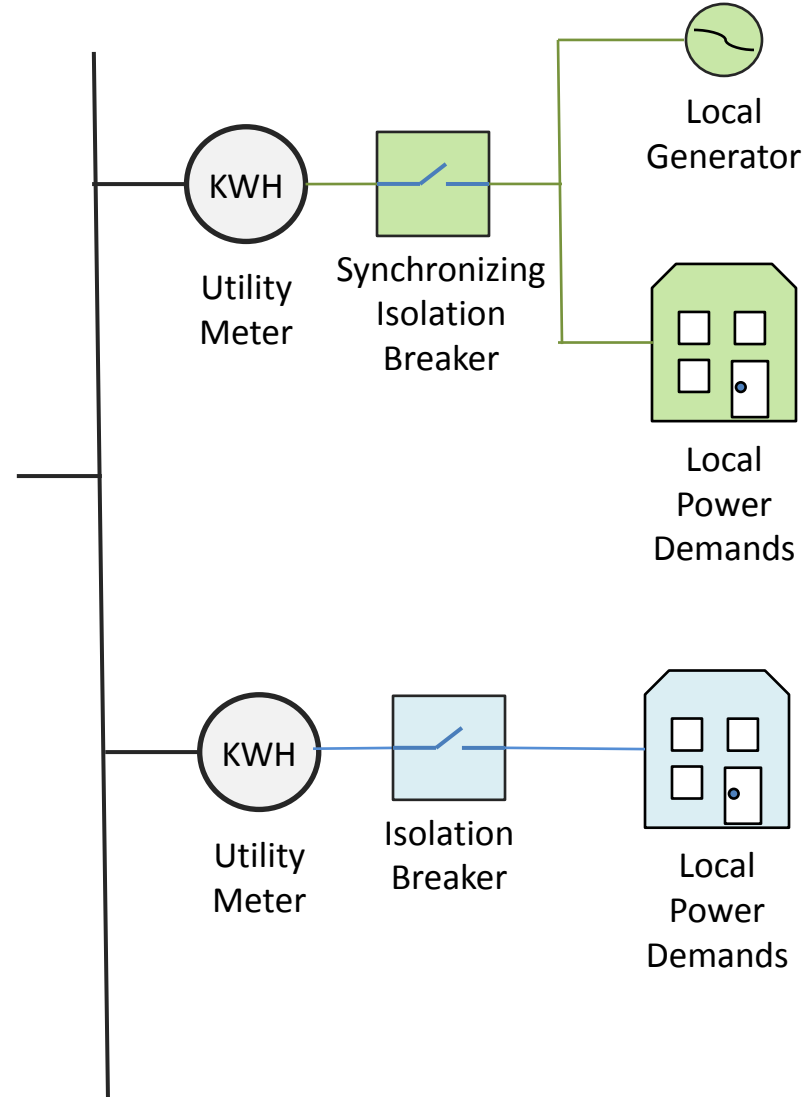 Local
Generator
KWH
Utility
Meter
Synchronizing
Isolation
Breaker
Local
Power
Demands
KWH
Utility
Meter
Isolation
Breaker
Local
Power
Demands